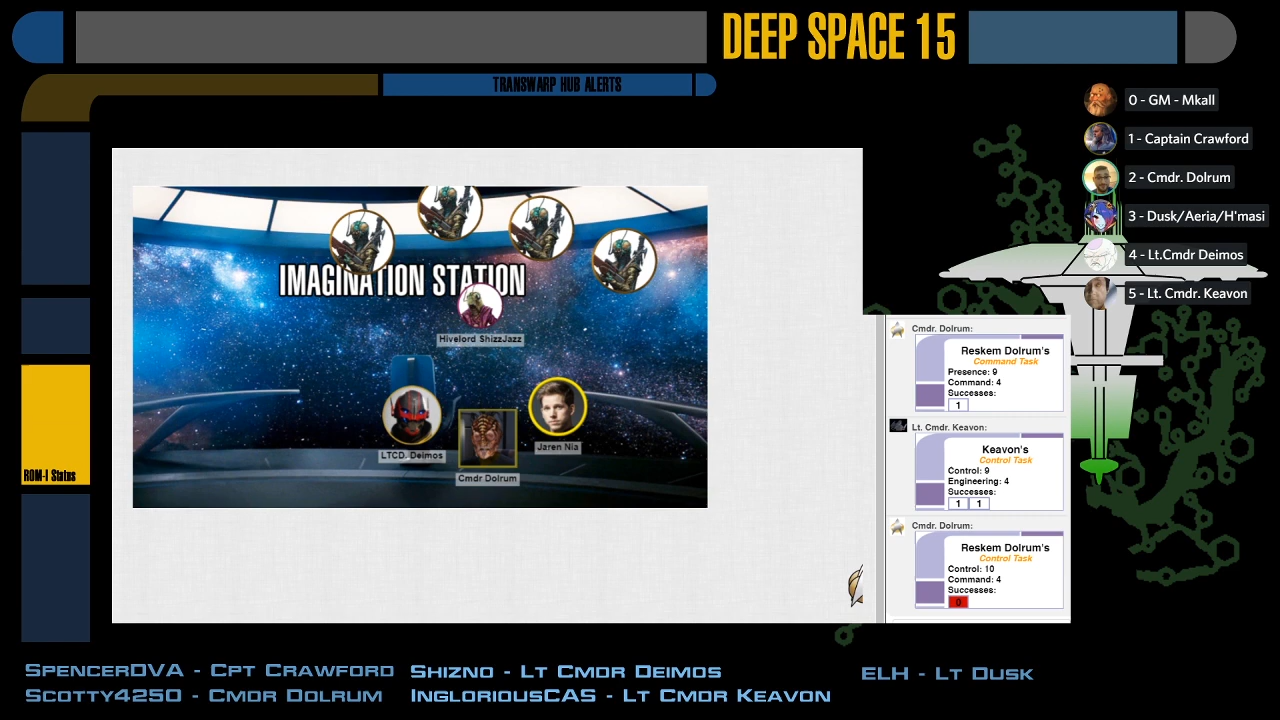 DEEP SPACE 15
TRANSWARP HUB ALERTS
0 - GM - Mkall
1 - Captain Crawford
2 - Cmdr. Dolrum
3 - Dusk/Aeria/H'masi
4 - Lt.Cmdr Deimos
5 - Lt. Cmdr. Keavon
IMAGINATION STATION
Hivelord ShizzJazz
LTCD. Deimos
Jaren Nia
Cmdr Dolrum
Cmdr. Dolrum:
Reskem Dolrum's
Command Task
Presence: 9
Command: 4
Successes:
1
Lt. Cmdr. Keavon:
Keavon's
Control Task
Control: 9
Engineering: 4
Successes:
1 1
Cmdr. Dolrum:
Reskem Dolrum's
Control Task
Control: 10
Command: 4
Successes:
0
ROM-I Status
SpencerDVA - Cpt Crawford
Shizno - Lt Cmdr Deimos
ELH - Lt Dusk
Scotty4250 - Cmdr Dolrum
IngloriousCAS - Lt Cmdr Keavon